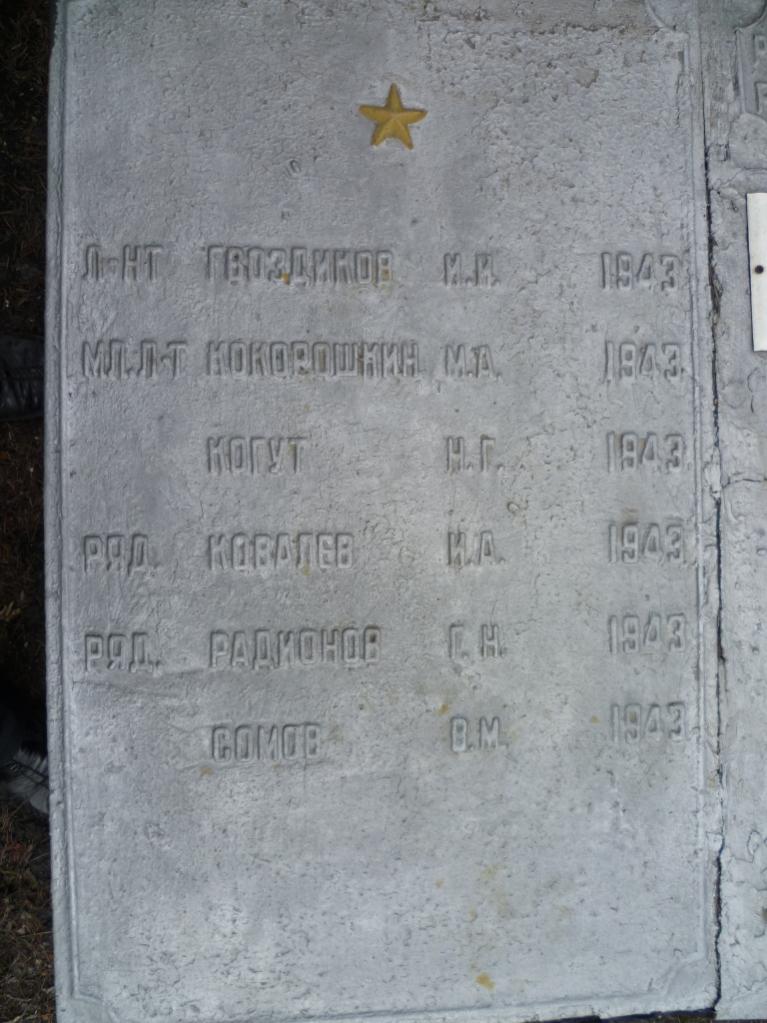 Л-НТ ГВОЗДИКОВ И.И. 1943
МЛ.Л-Т КОКОРОШКИН М.А. 1943
КОГУТ Н.Г. 1943
РЯД. КОВАЛЕВ И.А. 1943
РЯД. РАДИОНОВ Г.Н. 1943
СОМОВ В.М. 1943